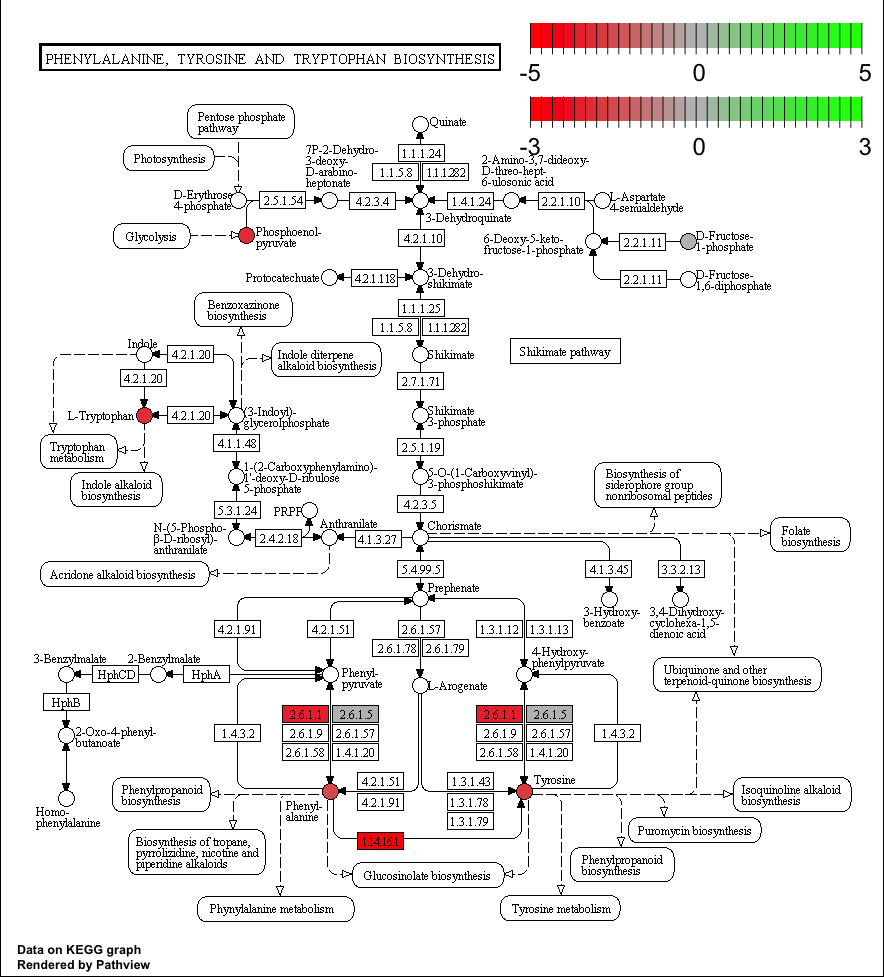 PHENYLALANINE, TYROSINE AND TRYPTOPHAN BIOSYNTHESIS
-5
0
5
-3
0
3
Pentose phosphate
pathway
Photosynthesis
D-Erythrose
4-phosphate
2.5.1.54
7P-2-Dehydro-
3-deoxy-
D-arabino-
heptonate
4.2.3.4
Quinate
1.1.1.24
1.1.5.8
1.1.1.282
3-Dehydroquinate
1.4.1.24
2-Amino-3,7-dideoxy-
D-threo-hept-
6-ulosonic acid
2.2.1.10
L-Aspartate
4-semialdehyde
Glycolysis
Phosphoenol-
pyruvate
4.2.1.10
6-Deoxy-5-keto-
fructose-1-phosphate
2.2.1.11
D-Fructose-
1-phosphate
2.2.1.11
D-Fructose-
1,6-diphosphate
Protocatechuate
4.2.1.118
3-Dehydro-
shikimate
1.1.1.25
1.1.5.8
1.1.1.282
Shikimate
Shikimate pathway
2.7.1.71
Shikimate
3-phosphate
2.5.1.19
5-O-(1-Carboxyvinyl)-
3-phosphoshikimate
4.2.3.5
Chorismate
Benzoxazinone
biosynthesis
Indole
4.2.1.20
Indole diterpene
alkaloid biosynthesis
4.2.1.20
L-Tryptophan
4.2.1.20
(3-Indoyl)-
glycerolphosphate
Tryptophan
metabolism
Indole alkaloid
biosynthesis
4.1.1.48
1-(2-Carboxyphenylamino)-
1'-deoxy-D-ribulose
5-phosphate
5.3.1.24
PRPP
N-(5-Phospho-
β-D-ribosyl)-
anthranilate
2.4.2.18
Anthranilate
4.1.3.27
Acridone alkaloid biosynthesis
Biosynthesis of
siderophore group
nonribosomal peptides
Folate
biosynthesis
5.4.99.5
Prephenate
4.1.3.45
3.3.2.13
3-Hydroxy-
benzoate
3,4-Dihydroxy-
cyclohexa-1,5-
dienoic acid
4.2.1.91
4.2.1.51
2.6.1.57
2.6.1.78
2.6.1.79
1.3.1.12
1.3.1.13
3-Benzylmalate
2-Benzylmalate
HphCD
HphA
HphB
Phenyl-
pyruvate
L-Arogenate
4-Hydroxy-
phenylpyruvate
Ubiquinone and other
terpenoid-quinone biosynthesis
2-Oxo-4-phenyl-
butanoate
1.4.3.2
2.6.1.1
2.6.1.5
2.6.1.9
2.6.1.57
2.6.1.58
1.4.1.20
2.6.1.1
2.6.1.5
2.6.1.9
2.6.1.57
2.6.1.58
1.4.1.20
1.4.3.2
Homo-
phenylalanine
Phenylpropanoid
biosynthesis
Phenyl-
alanine
4.2.1.51
4.2.1.91
1.3.1.43
1.3.1.78
1.3.1.79
Tyrosine
Isoquinoline alkaloid
biosynthesis
Puromycin biosynthesis
Phenylpropanoid
biosynthesis
Biosynthesis of tropane,
pyrrolizidine, nicotine and
piperidine alkaloids
1.14.16.1
Glucosinolate biosynthesis
Phynylalanine metabolism
Tyrosine metabolism
Data on KEGG graph
Rendered by Pathview